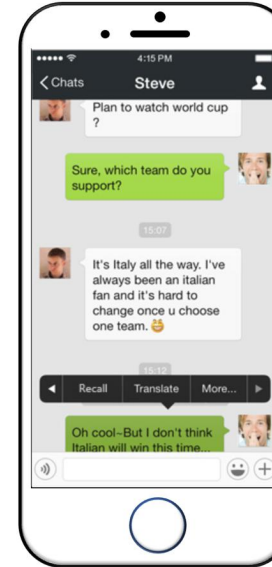 4:15 PM
Chats
Steve
Plan to watch world cup
?
Sure, which team do you
support?
15:07
It's Italy all the way. I've
always been an italian
fan and it's hard to
change once u choose
one team.
15:12
Recall Translate More...
Oh cool~But I don't think
Italian will win this time...